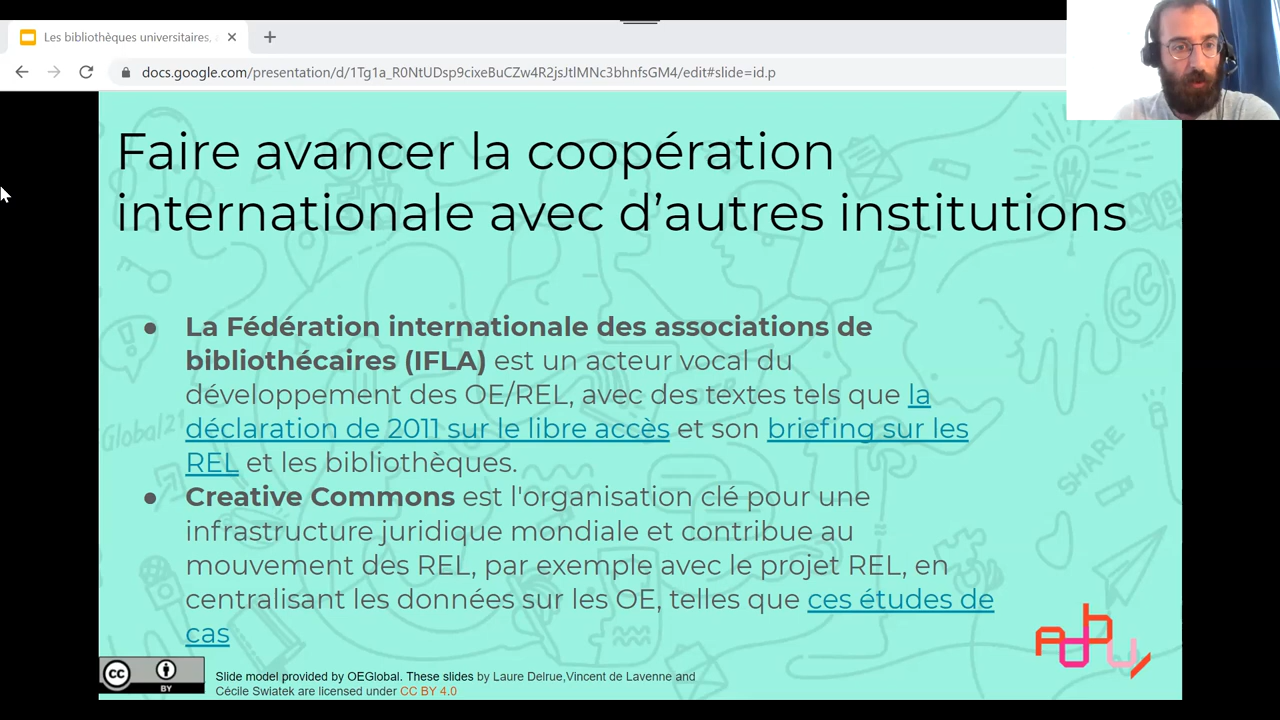 Les bibliothèques universitaires,
docs.google.com/presentation/d/1Tg1a_R0NtUDsp9cixeBuCZw4R2jsJtlMNc3bhnfsGM4/edit#slide=id.p
Faire avancer la coopération
internationale avec d’autres institutions
● La Fédération internationale des associations de
bibliothécaires (IFLA) est un acteur vocal du
développement des OE/REL, avec des textes tels que la
déclaration de 2011 sur le libre accès et son briefing sur les
REL et les bibliothèques.
● Creative Commons est l'organisation clé pour une
infrastructure juridique mondiale et contribue au
mouvement des REL, par exemple avec le projet REL, en
centralisant les données sur les OE, telles que ces études de
cas
Global21
SHARE
CC
ADBU
cc
BY
Slide model provided by OEGlobal. These slides by Laure Delrue,Vincent de Lavenne and
Cécile Swiatek are licensed under CC BY 4.0